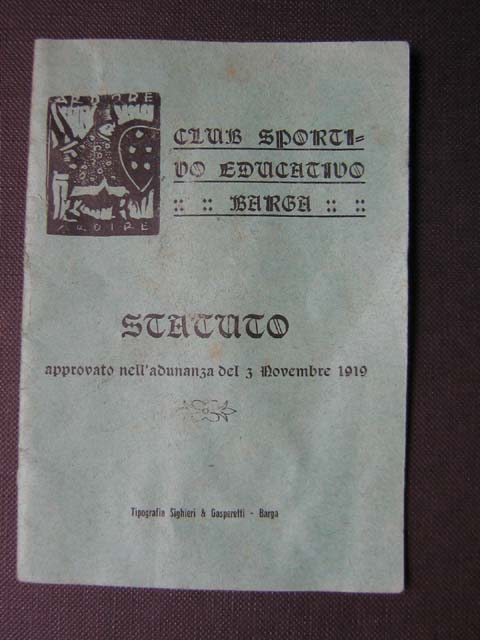 ARDORE
ARDIRE
CLUB SPORTI=
VO EDUCATIVO
:: :: BARGA :: ::
STATUTO
approvato nell'adunanza del 3 Novembre 1919
Tipografia Sighieri & Gasperetti - Barga